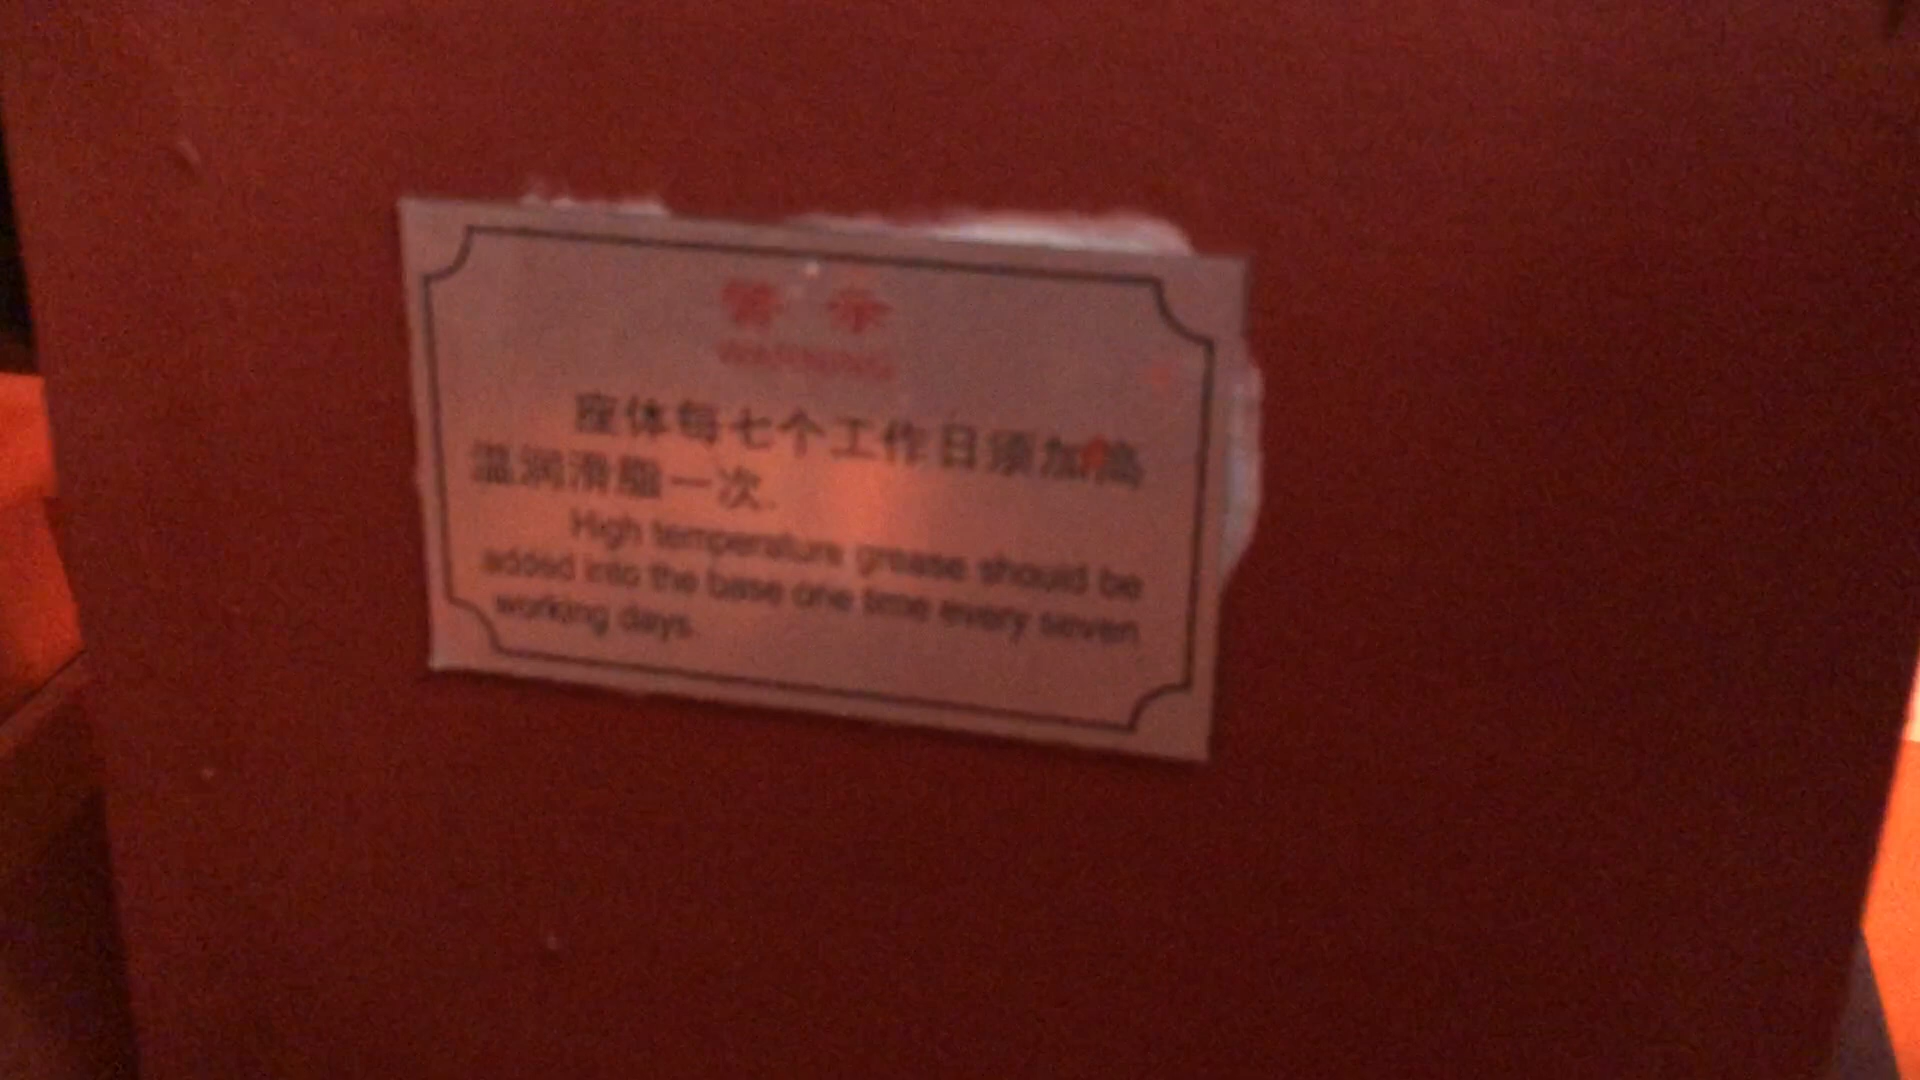 警示
WARNING
座体每七个工作日须加高
温润滑脂一次.
High temperature grease should be
added into the base one time every seven
working days.